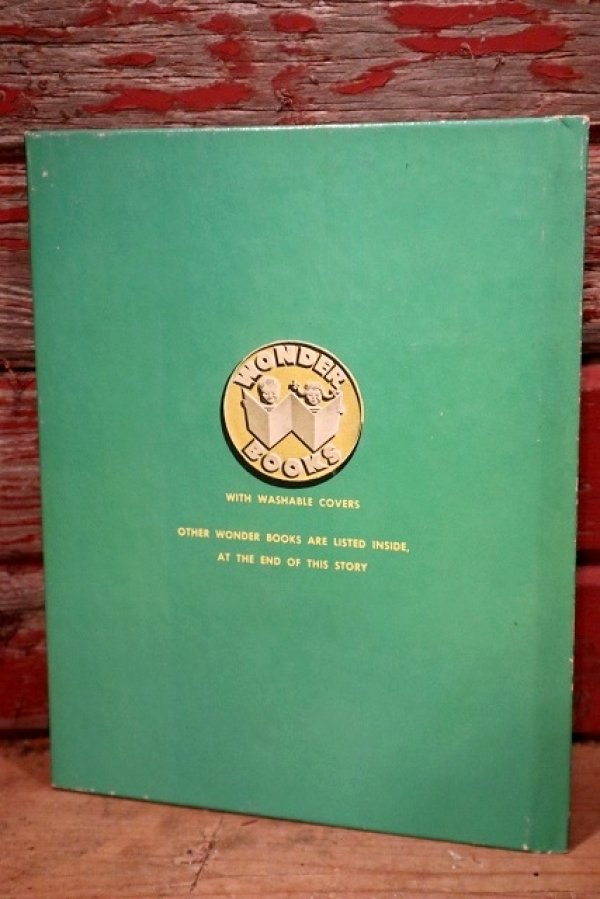 WONDER
BOOKS
WITH WASHABLE COVERS
OTHER WONDER BOOKS ARE LISTED INSIDE,
AT THE END OF THIS STORY